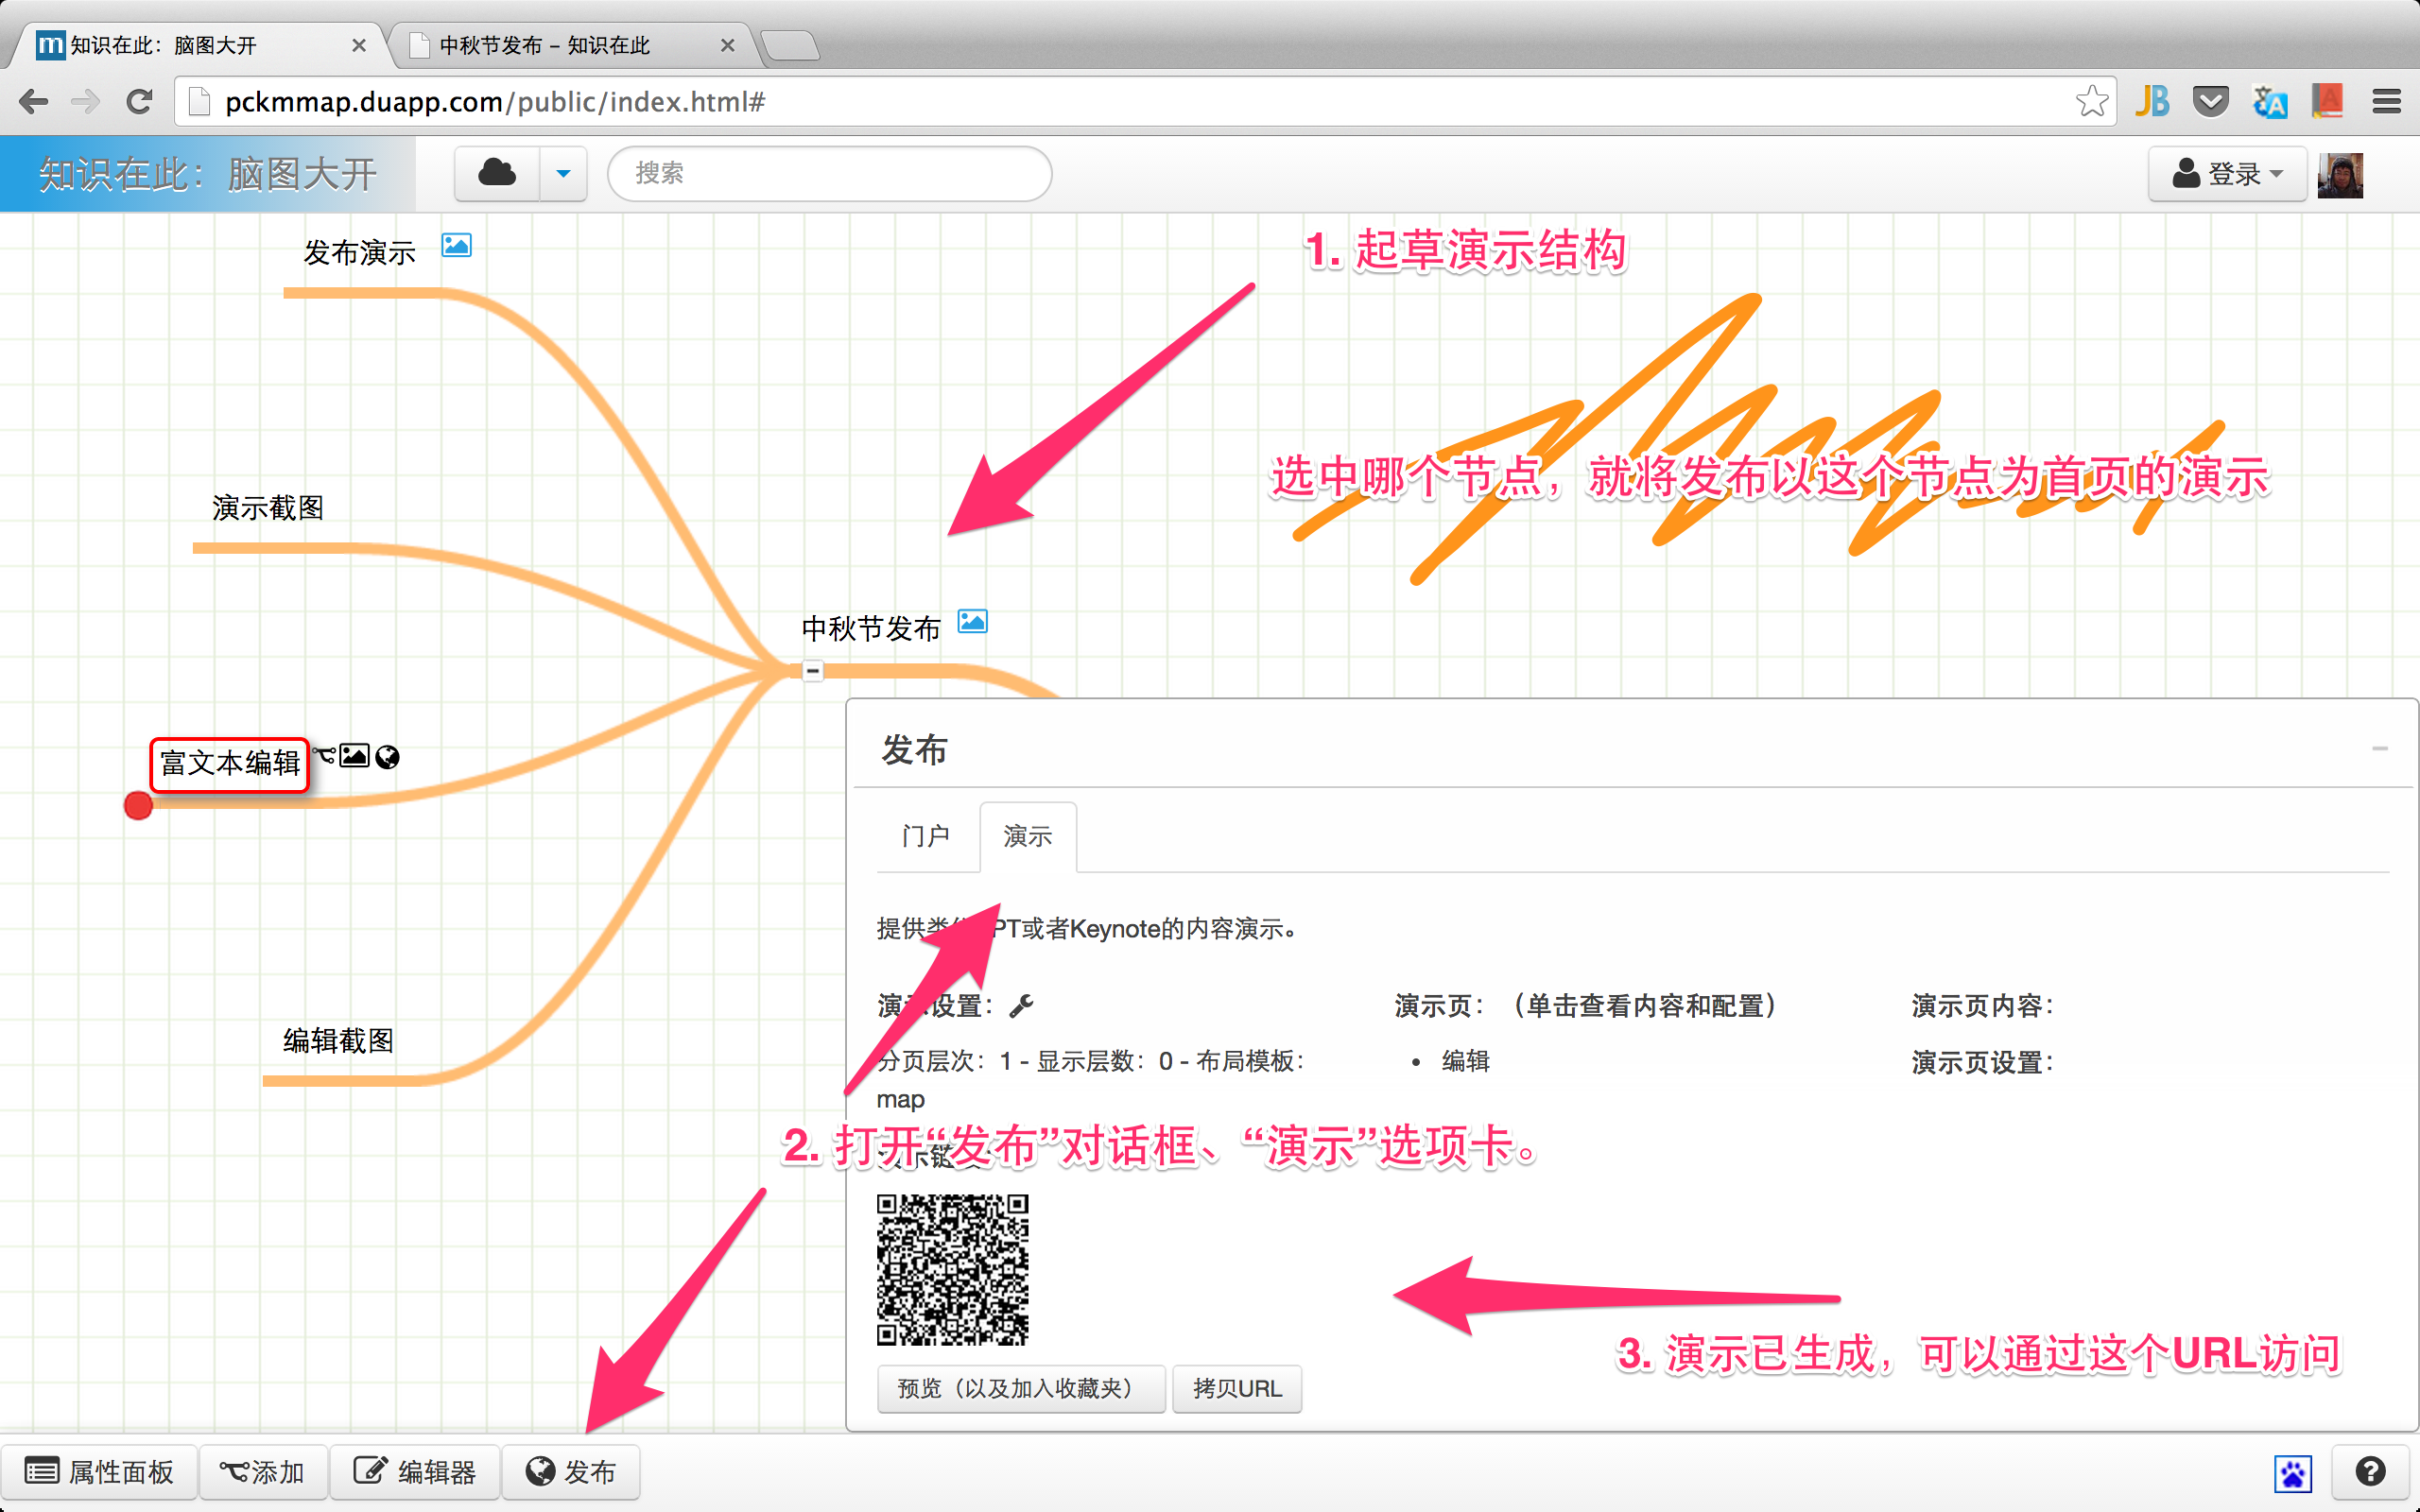 知识在此：脑图大开
中秋节发布 – 知识在此
pckmmap.duapp.com/public/index.html#
JB
知识在此：脑图大开
搜索
登录
1. 起草演示结构
发布演示
选中哪个节点，就将发布以这个节点为首页的演示
演示截图
中秋节发布
富文本编辑
编辑截图
发布
门户
演示
提供类 PT或者Keynote的内容演示。
演 设置：
演示页：（单击查看内容和配置）
演示页内容：
分页层次：1 - 显示层数：0 - 布局模板：
map
编辑
演示页设置：
2. 打开“发布”对话框、“演示”选项卡。
3. 演示已生成，可以通过这个URL访问
预览（以及加入收藏夹）
拷贝URL
属性面板
添加
编辑器
发布